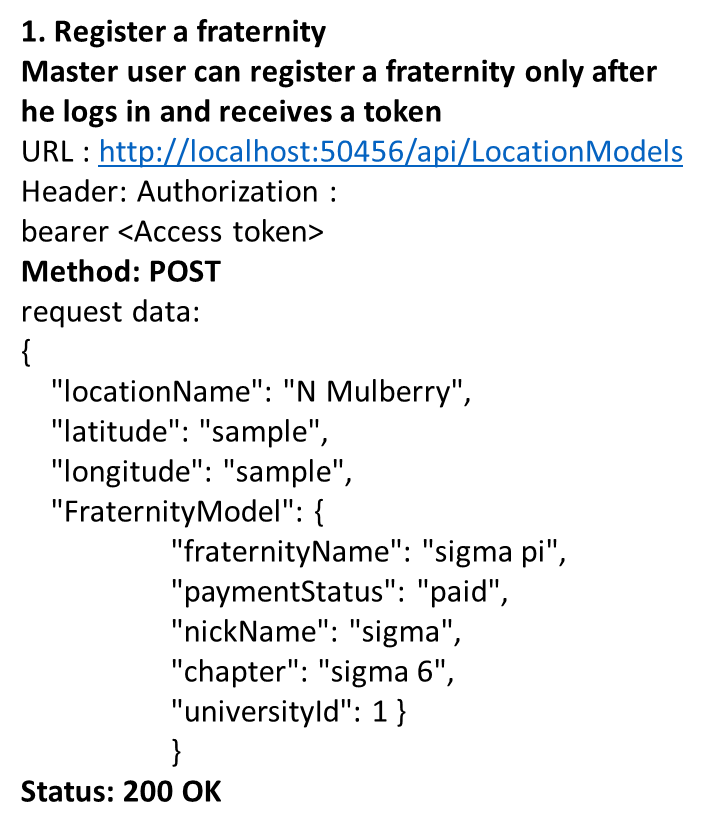 1. Register a fraternity
Master user can register a fraternity only after
he logs in and receives a token
URL : http://localhost:50456/api/LocationModels
Header: Authorization :
bearer <Access token>
Method: POST
request data:
{
"locationName": "N Mulberry",
"latitude": "sample",
"longitude": "sample",
"FraternityModel": {
"fraternityName": "sigma pi",
"paymentStatus": "paid",
"nickName": "sigma",
"chapter": "sigma 6",
"universityId": 1 }
}
Status: 200 OK